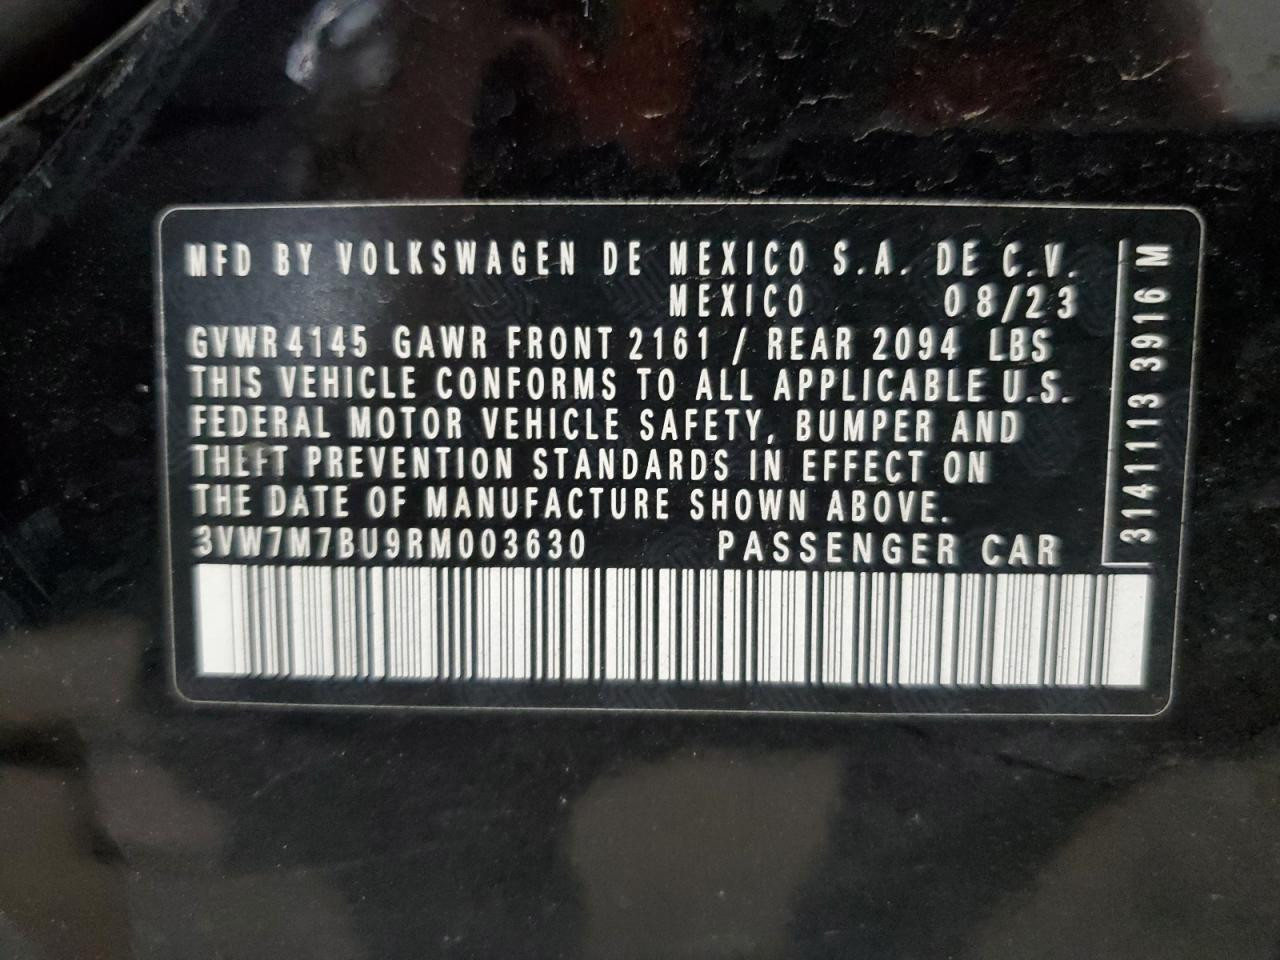 MFD BY VOLKSWAGEN DE MEXICO S.A. DE C.V.
MEXICO 08/23
GVWR 4145 GAWR FRONT 2161 / REAR 2094 LBS
THIS VEHICLE CONFORMS TO ALL APPLICABLE U.S.
FEDERAL MOTOR VEHICLE SAFETY, BUMPER AND
THEFT PREVENTION STANDARDS IN EFFECT ON
THE DATE OF MANUFACTURE SHOWN ABOVE.
3VW7M7BU9RM003630 PASSENGER CAR
3141113 3916 M